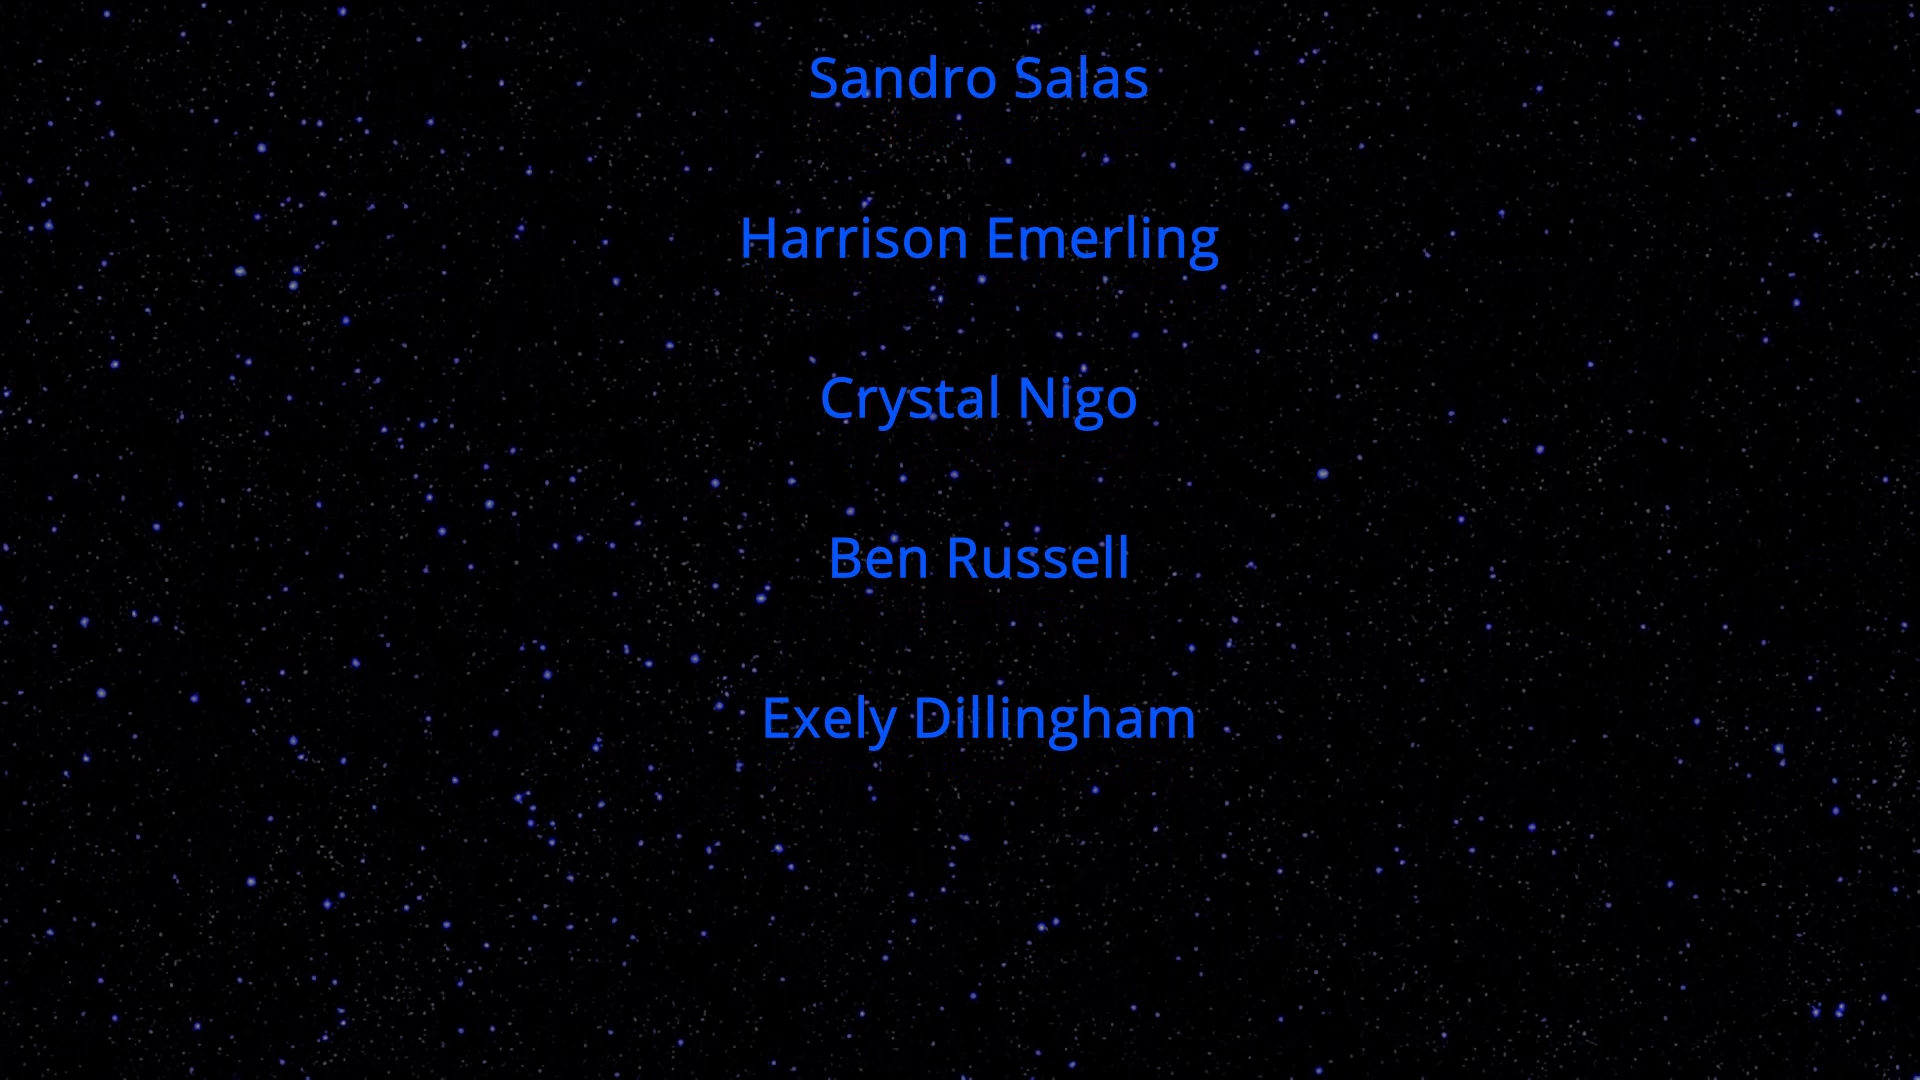 Sandro Salas
Harrison Emerling
Crystal Nigo
Ben Russell
Exely Dillingham